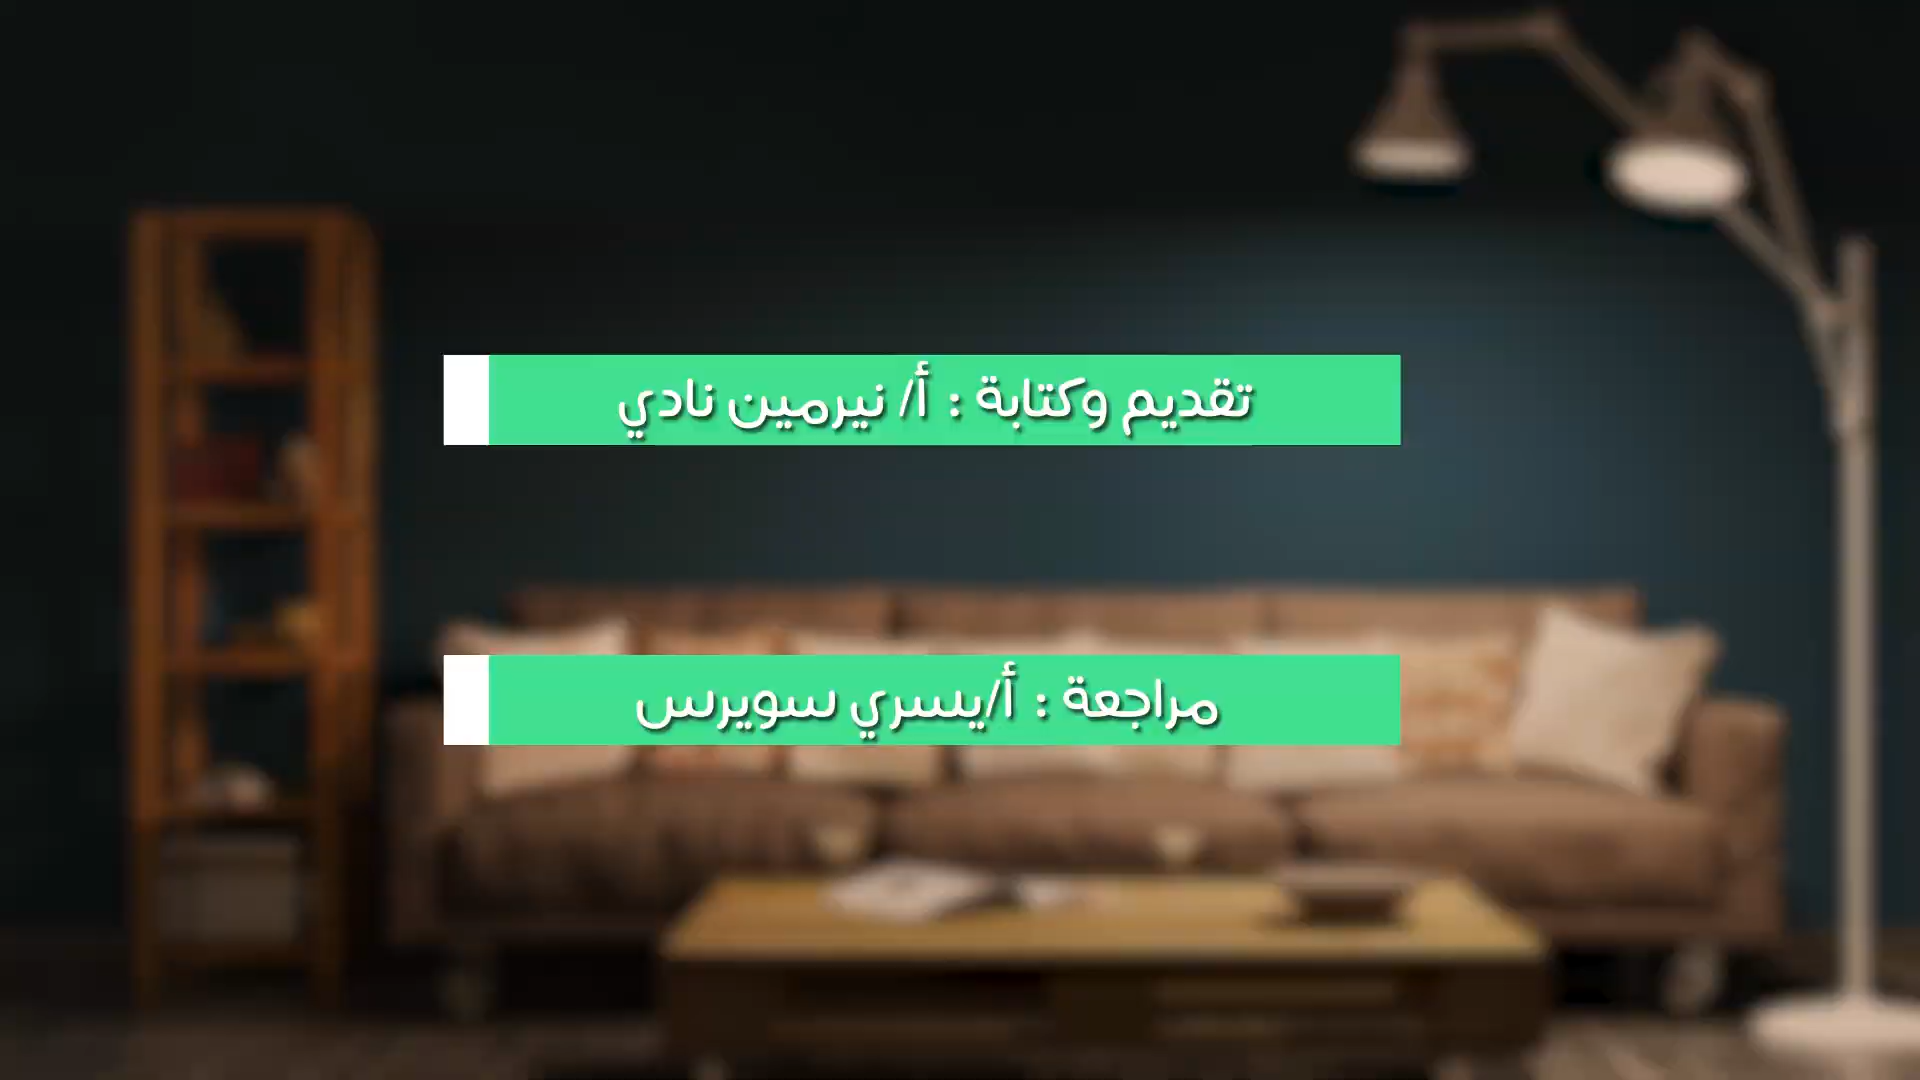 تقديم وكتابة : أ/ نيرمين نادي
مراجعة : أ/يسري سويرس